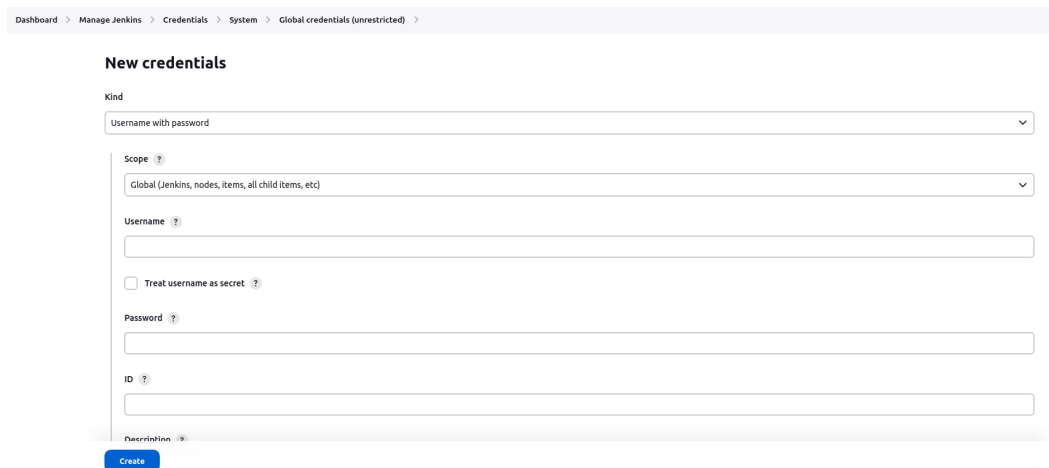 Dashboard > Manage Jenkins > Credentials > System > Global credentials (unrestricted) >
New credentials
Kind
Username with password
Scope ?
Global (Jenkins, nodes, items, all child items, etc)
Username ?
Treat username as secret ?
Password ?
ID ?
Description ?
Create